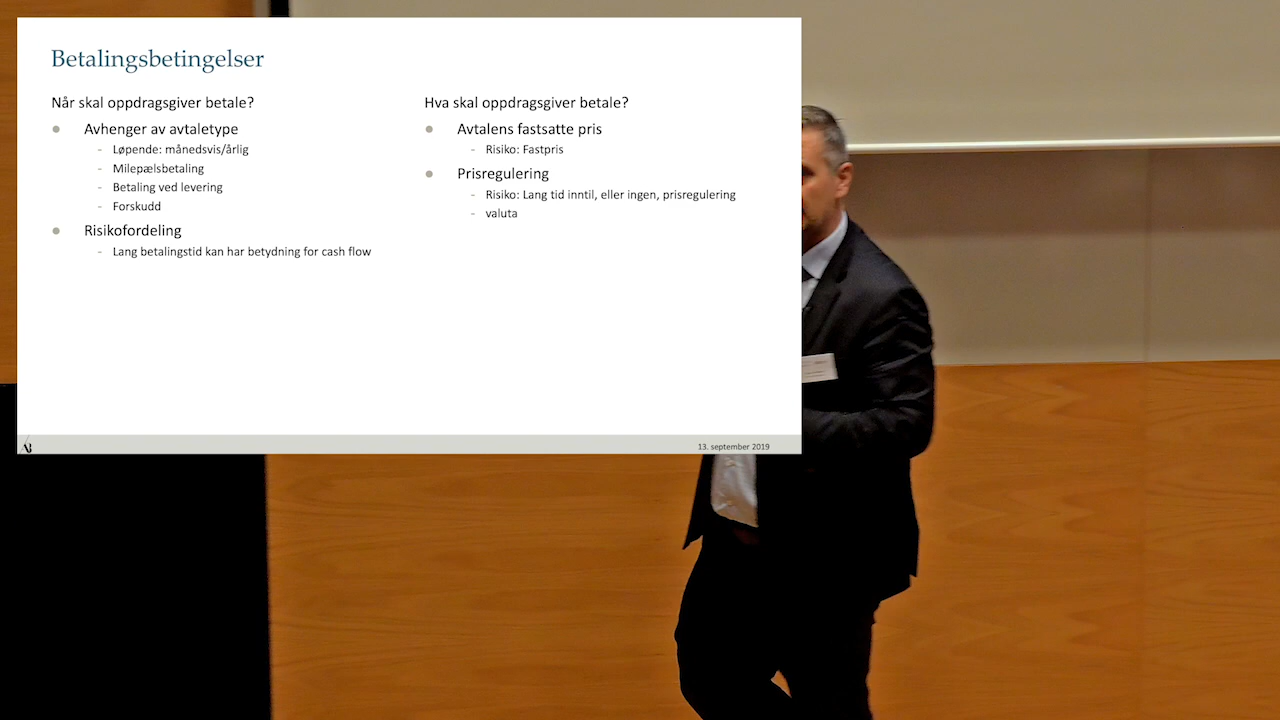 Betalingsbetingelser
Når skal oppdragsgiver betale?
● Avhenger av avtaletype
- Løpende: månedsvis/årlig
- Milepælsbetaling
- Betaling ved levering
- Forskudd
● Risikofordeling
- Lang betalingstid kan har betydning for cash flow
Hva skal oppdragsgiver betale?
● Avtalens fastsatte pris
- Risiko: Fastpris
● Prisregulering
- Risiko: Lang tid inntil, eller ingen, prisregulering
- valuta
AB
13. september 2019